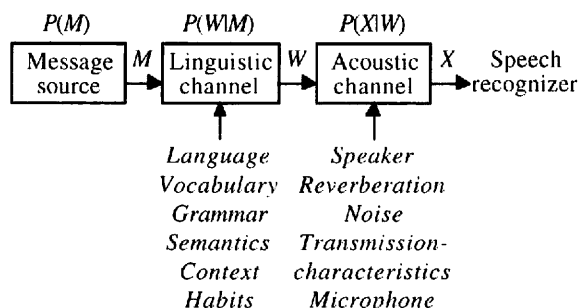 P(M) P(W|M) P(X|W)
Message source M Linguistic channel W Acoustic channel X Speech recognizer
Language
Vocabulary
Grammar
Semantics
Context
Habits
Speaker
Reverberation
Noise
Transmission-
characteristics
Microphone